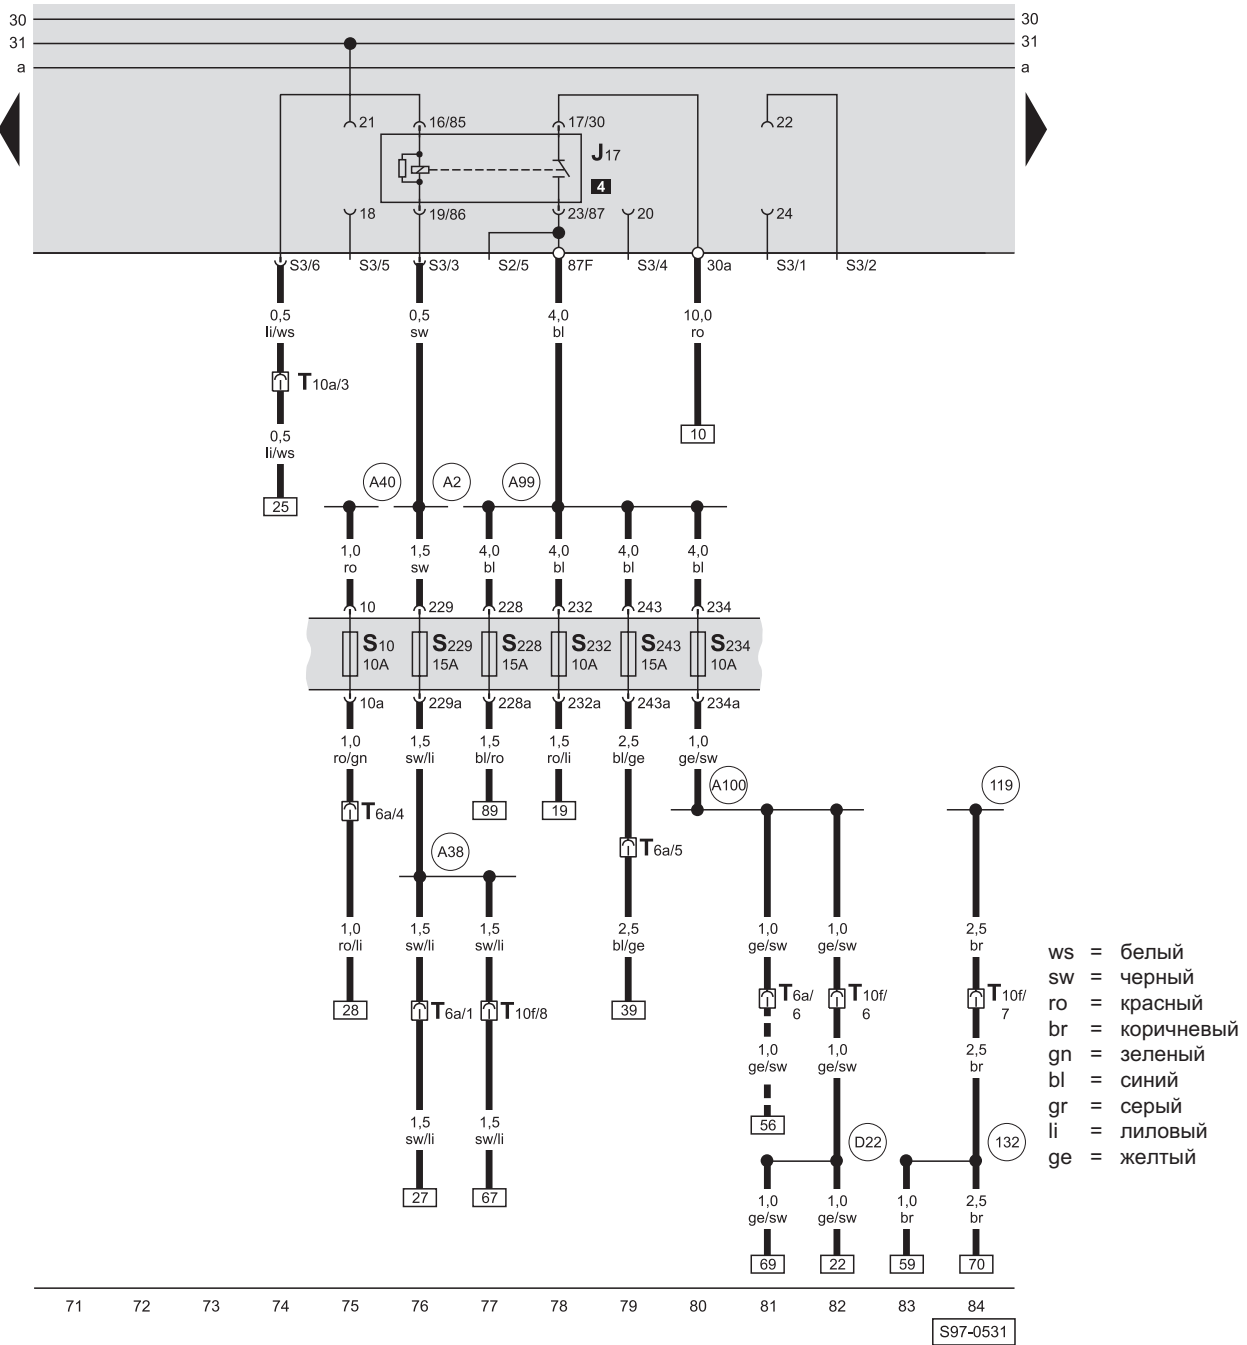 30 30
31 31
a a
21 16/85 17/30 22
J17
4
18 19/86 23/87 20 24
S3/6 S3/5 S3/3 S2/5 87F S3/4 30a S3/1 S3/2
0,5 0,5 4,0 10,0
li/ws sw bl ro
T10a/3
10
0,5
li/ws
A40 A2 A99
25
1,0 1,5 4,0 4,0 4,0 4,0
ro sw bl bl bl bl
10 229 228 232 243 234
S10 S229 S228 S232 S243 S234
10A 15A 15A 10A 15A 10A
10a 229a 228a 232a 243a 234a
1,0 1,5 1,5 1,5 2,5 1,0
ro/gn sw/li bl/ro ro/li bl/ge ge/sw
A100 119
T6a/4 89 19
A38 T6a/5
1,0 1,5 1,5 2,5 1,0 1,0 2,5
ro/li sw/li sw/li bl/ge ge/sw ge/sw br
28 T6a/1 T10f/8 39 T6a/ T10f/ T10f/
6 6 7
1,0 1,0 2,5
ge/sw ge/sw br
1,5 1,5 56
sw/li sw/li D22 132
27 67
1,0 1,0 1,0 2,5
ge/sw ge/sw br br
69 22 59 70
71 72 73 74 75 76 77 78 79 80 81 82 83 84
S97-0531
ws = белый
sw = черный
ro = красный
br = коричневый
gn = зеленый
bl = синий
gr = серый
li = лиловый
ge = желтый